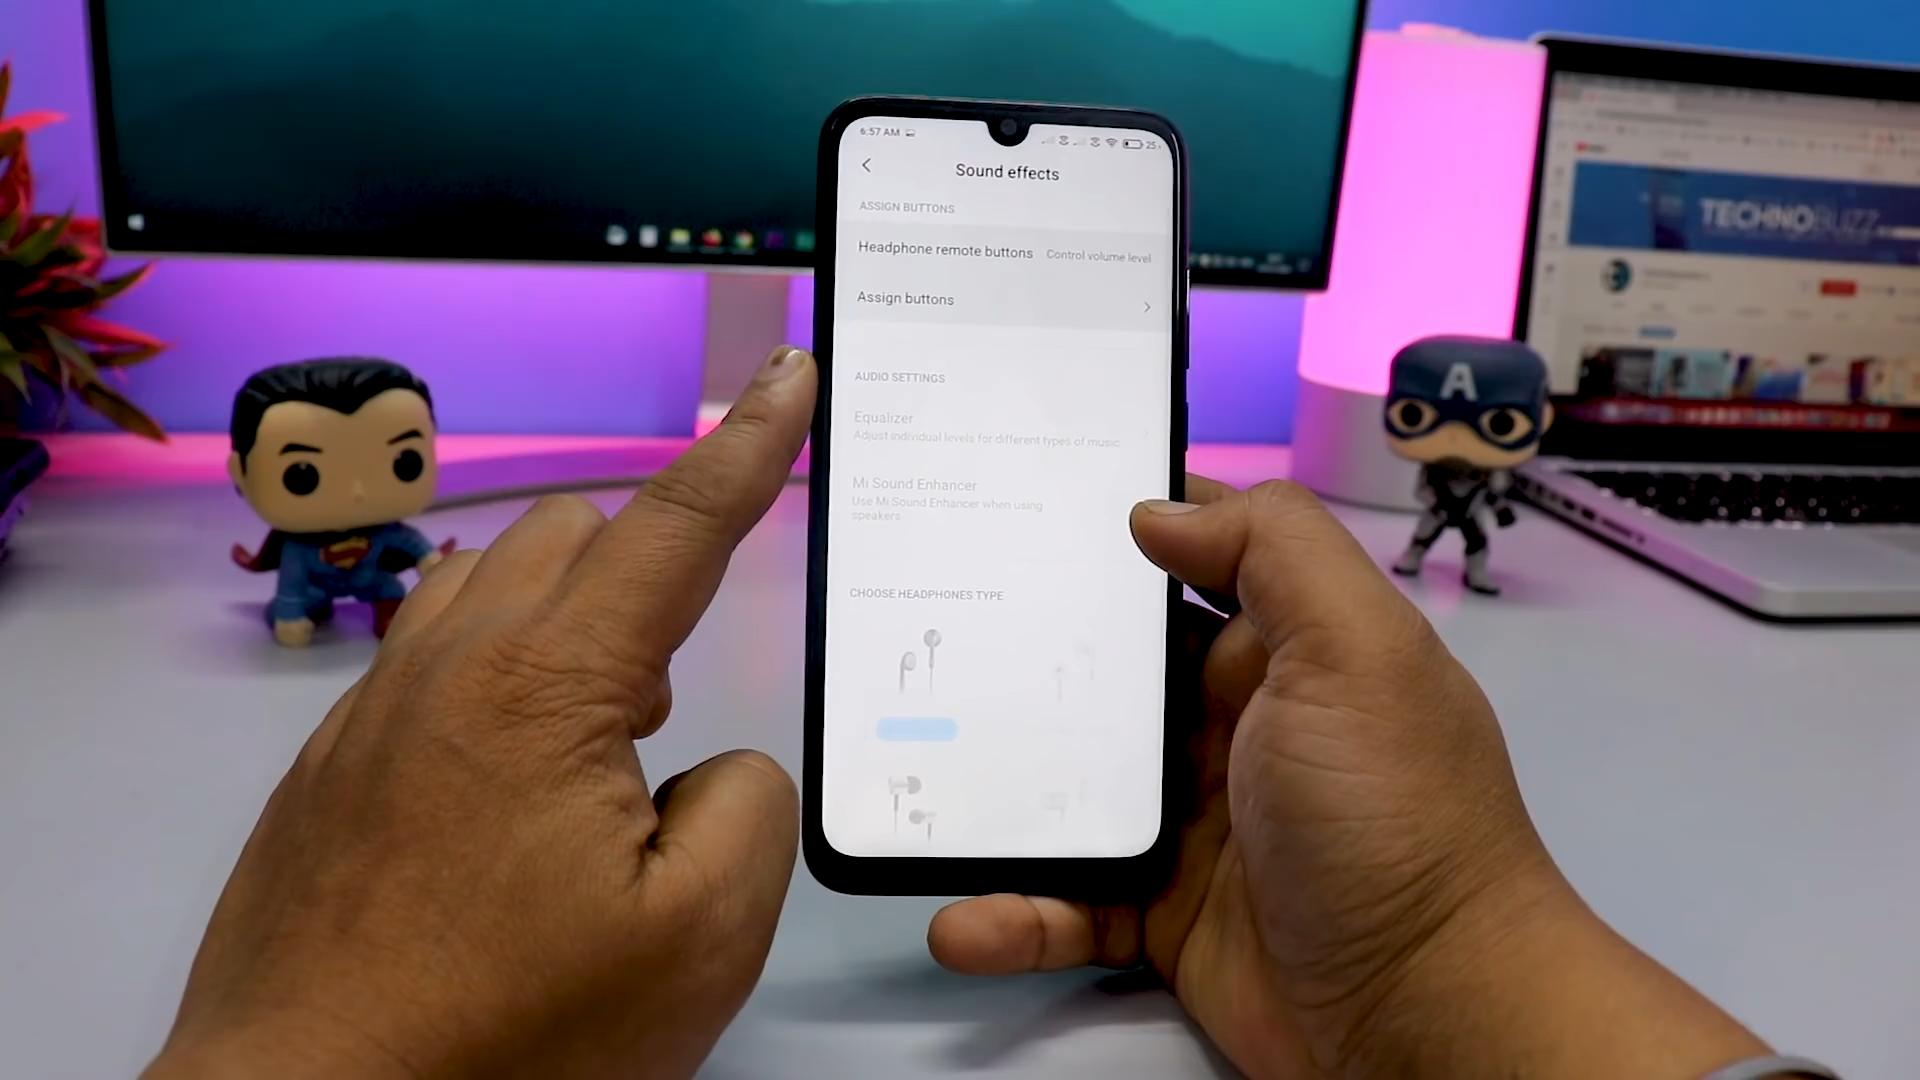 6:57 AM
25
Sound effects
ASSIGN BUTTONS
Headphone remote buttons
Control volume level
Assign buttons
AUDIO SETTINGS
Equalizer
Adjust individual levels for different types of music
Mi Sound Enhancer
Use Mi Sound Enhancer when using
speakers
CHOOSE HEADPHONES TYPE
TECHNOBUZZ
A